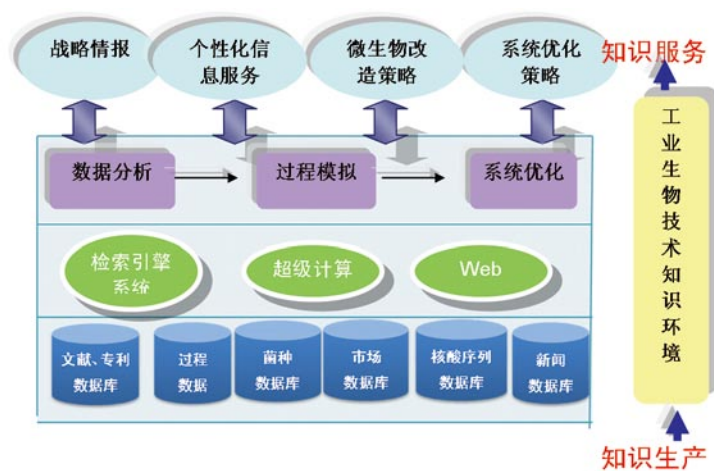 战略情报
个性化信
息服务
微生物改
造策略
系统优化
策略
知识服务
数据分析
过程模拟
系统优化
检索引擎
系统
超级计算
Web
文献、专利
数据库
过程
数据
菌种
数据库
市场
数据库
核酸序列
数据库
新闻
数据库
工业生物技术知识环境
知识生产